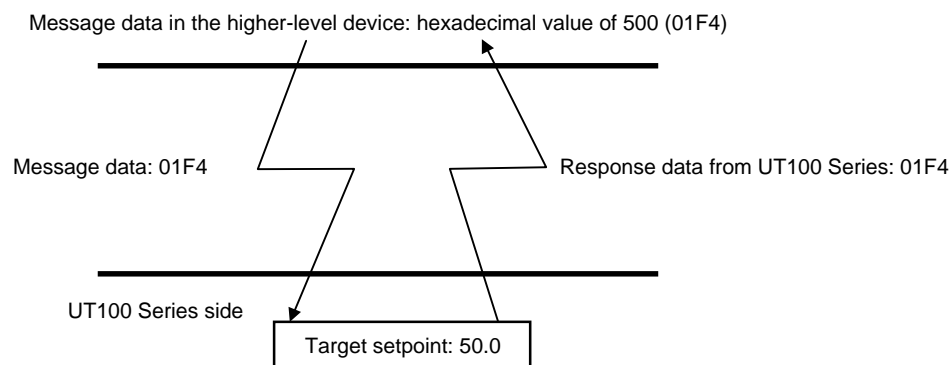 Message data in the higher-level device: hexadecimal value of 500 (01F4)
Message data: 01F4
Response data from UT100 Series: 01F4
UT100 Series side
Target setpoint: 50.0